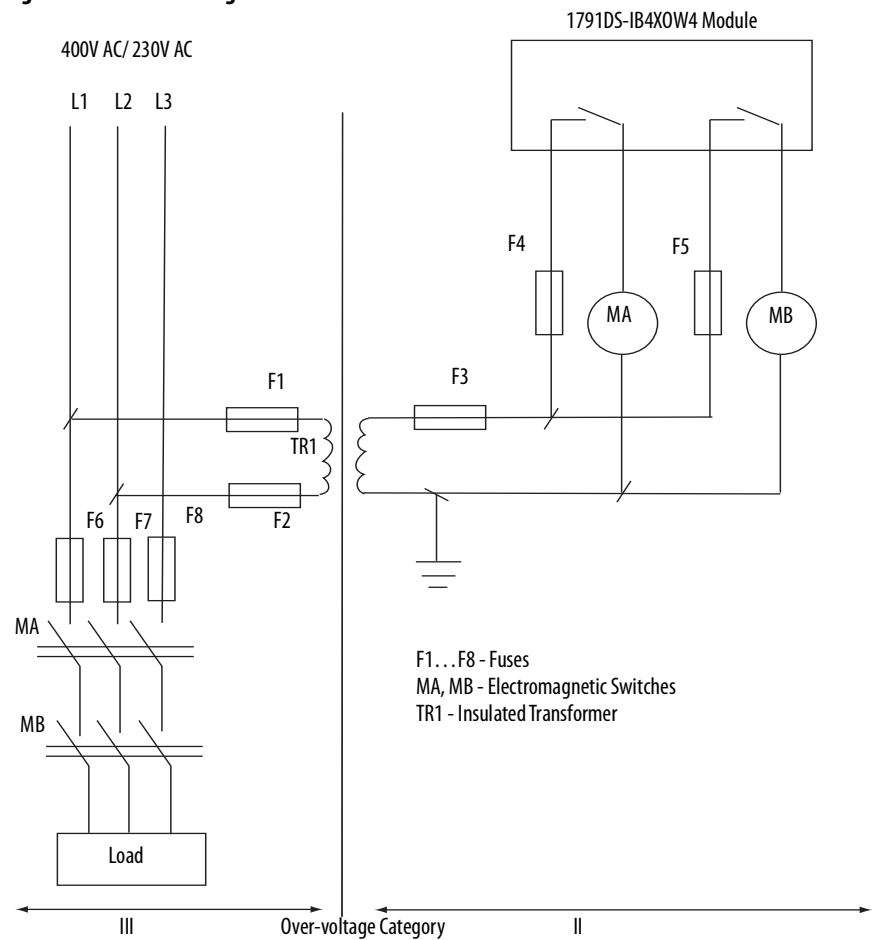 1791DS-IB4XOW4 Module
400V AC/ 230V AC
L1 L2 L3
F4 F5
MA MB
F1 F3
TR1
F6 F7 F8 F2
MA
F1...F8 - Fuses
MA, MB - Electromagnetic Switches
TR1 - Insulated Transformer
MB
Load
III Over-voltage Category II